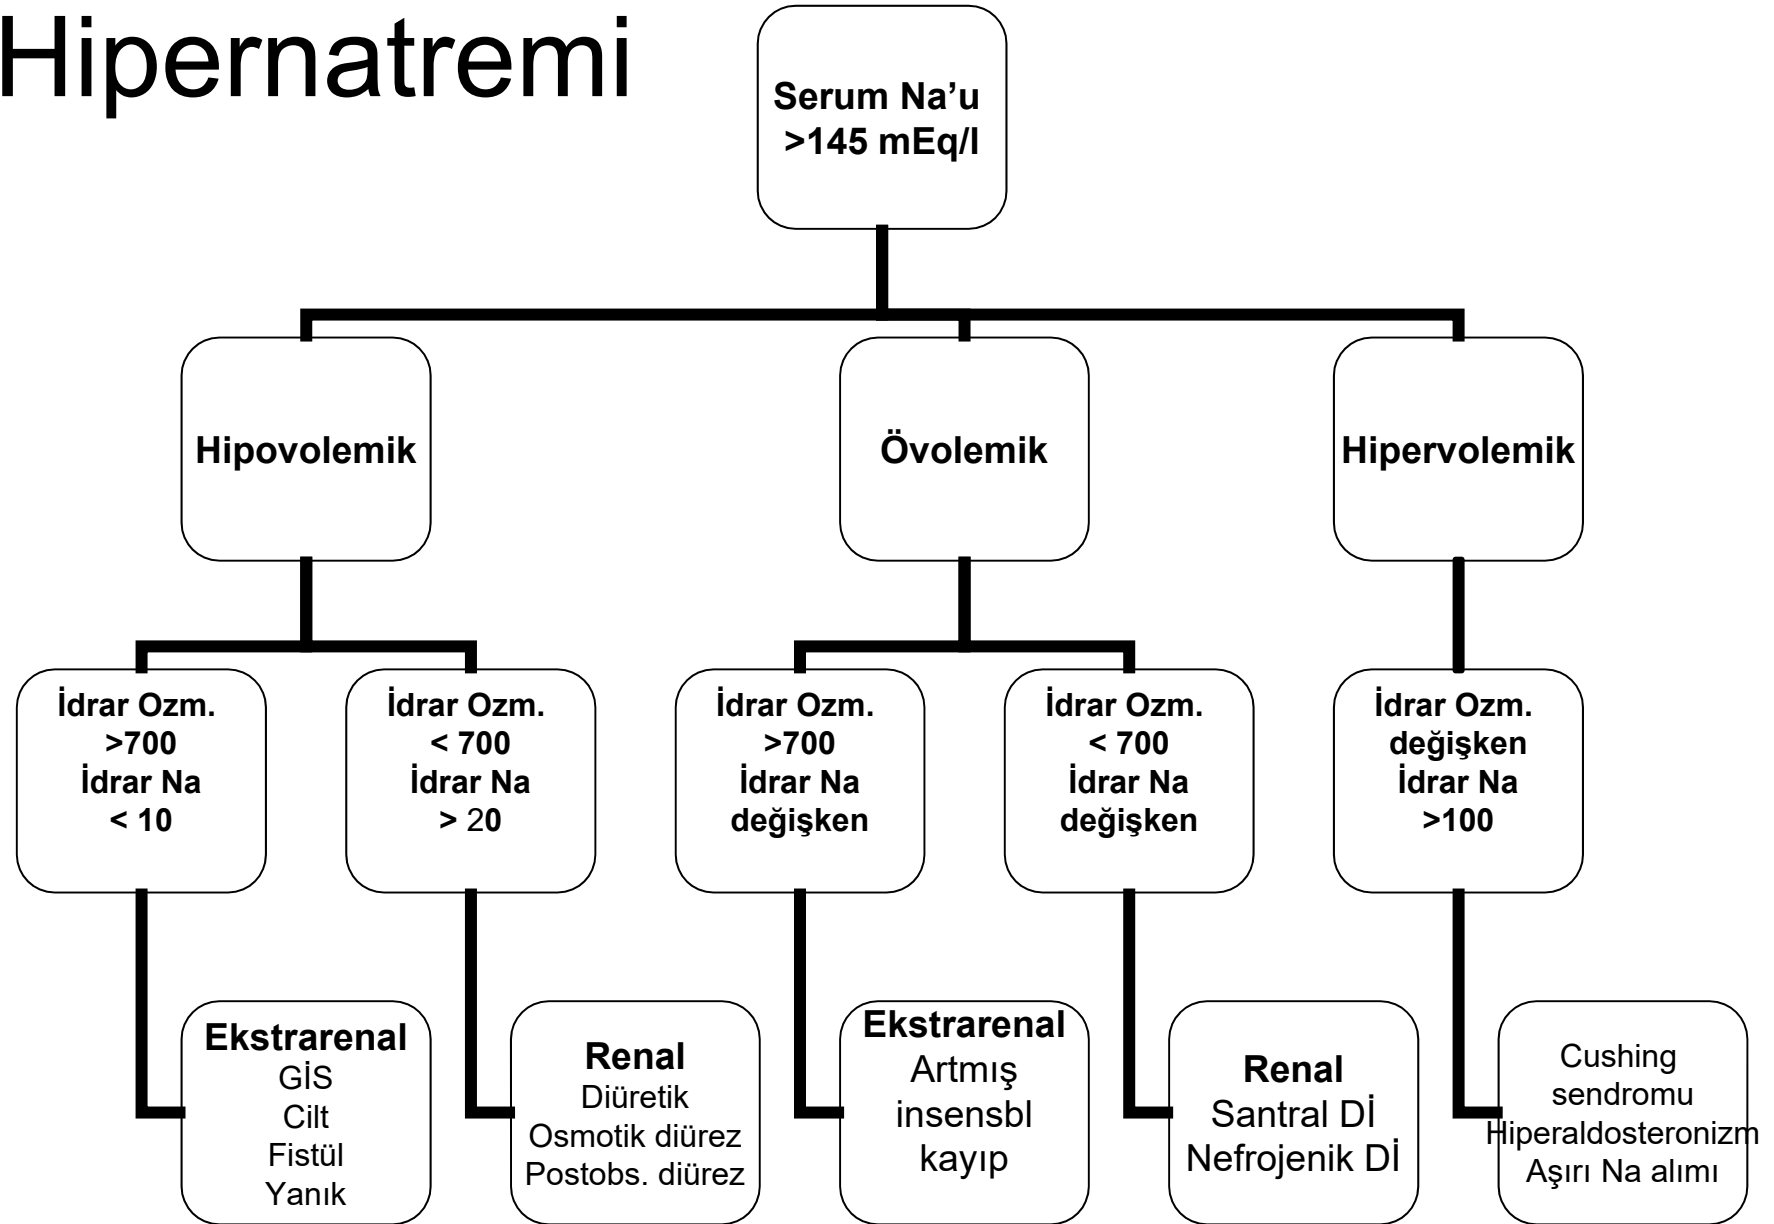 Hipernatremi
Serum Na’u
>145 mEq/l
Hipovolemik
Övolemik
Hipervolemik
İdrar Ozm.
>700
İdrar Na
< 10
İdrar Ozm.
< 700
İdrar Na
> 20
İdrar Ozm.
>700
İdrar Na
değişken
İdrar Ozm.
< 700
İdrar Na
değişken
İdrar Ozm.
değişken
İdrar Na
>100
Ekstrarenal
GİS
Cilt
Fistül
Yanık
Renal
Diüretik
Osmotik diürez
Postobs. diürez
Ekstrarenal
Artmış
insensbl
kayıp
Renal
Santral Dİ
Nefrojenik Dİ
Cushing
sendromu
Hiperaldosteronizm
Aşırı Na alımı